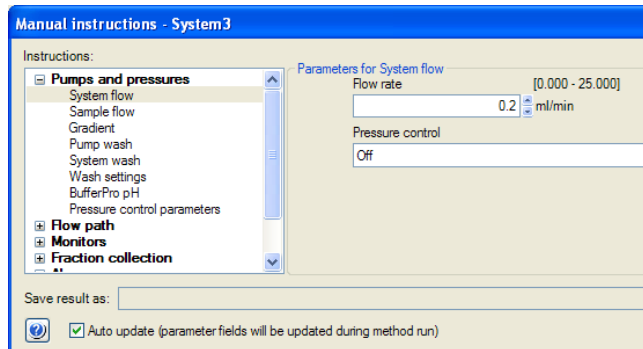 Manual instructions - System3
Instructions:
Pumps and pressures
System flow
Sample flow
Gradient
Pump wash
System wash
Wash settings
BufferPro pH
Pressure control parameters
Flow path
Monitors
Fraction collection
Parameters for System flow
Flow rate [0.000 - 25.000]
0.2 ml/min
Pressure control
Off
Save result as:
Auto update (parameter fields will be updated during method run)